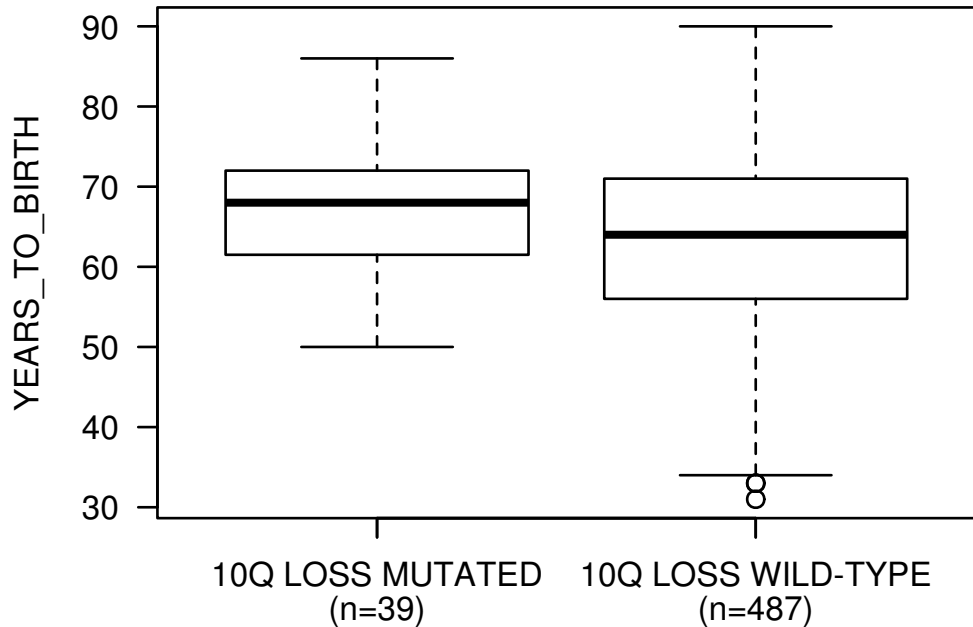 YEARS_TO_BIRTH
90
80
70
60
50
40
30
10Q LOSS MUTATED
(n=39)
10Q LOSS WILD-TYPE
(n=487)